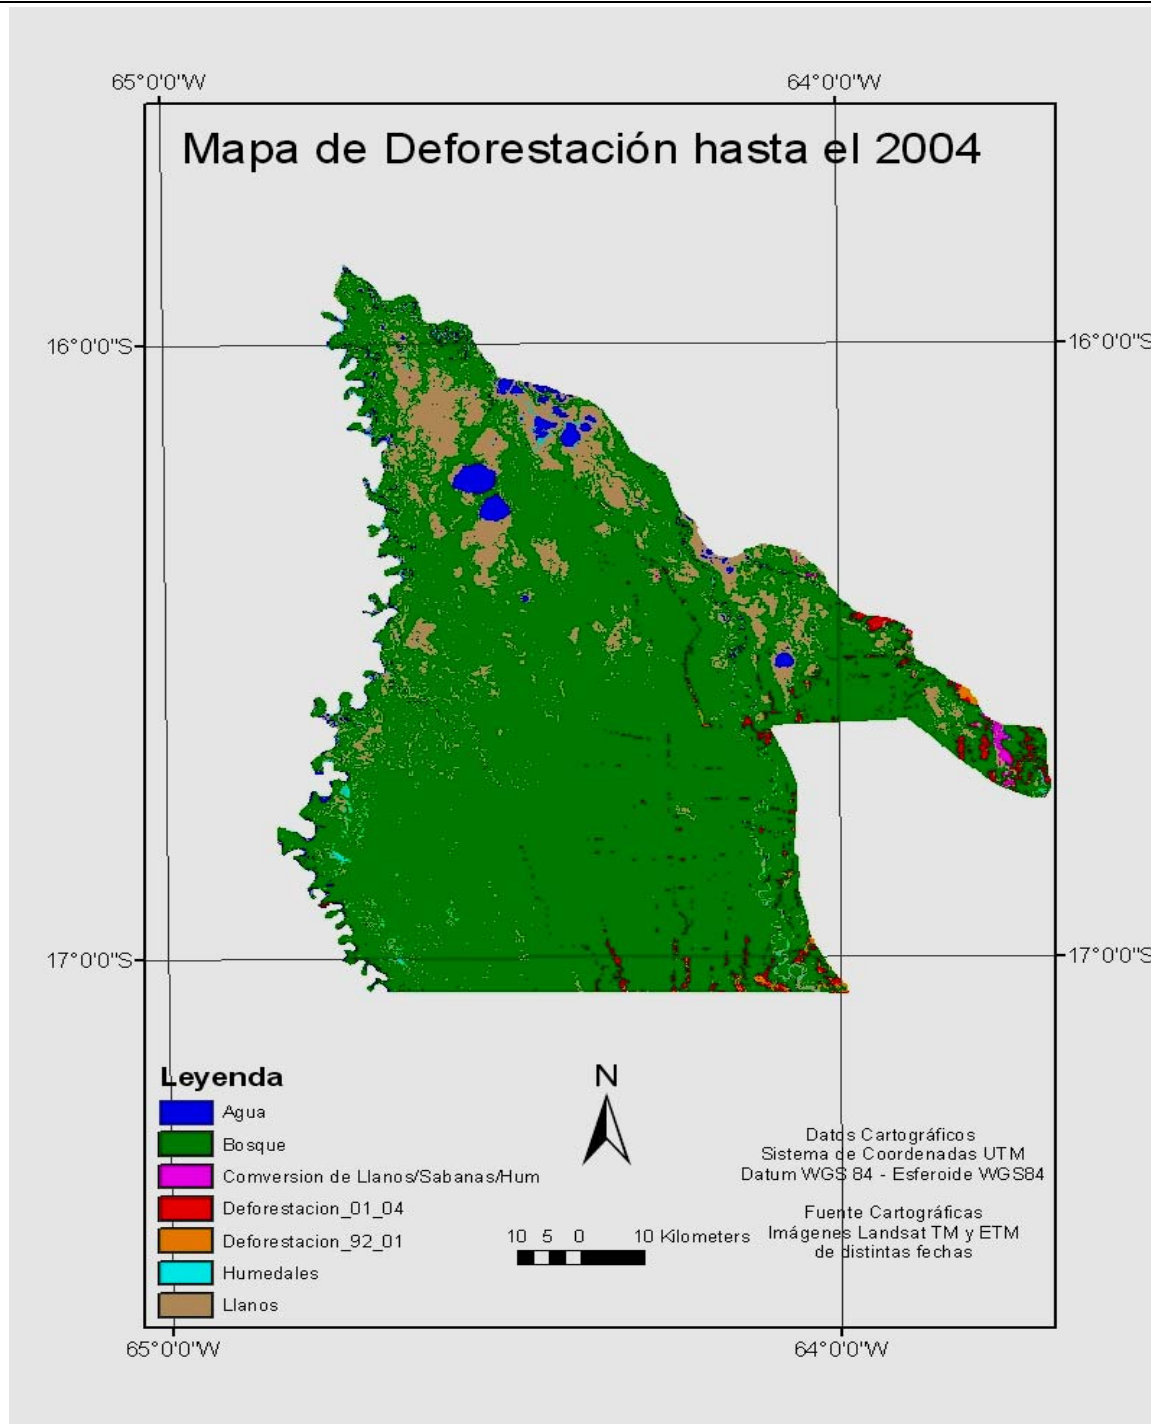 65°0'0"W 64°0'0"W
Mapa de Deforestación hasta el 2004
16°0'0"S 16°0'0"S
17°0'0"S 17°0'0"S
Leyenda
Agua
Bosque
Comversion de Llanos/Sabanas/Hum
Deforestacion_01_04
Deforestacion_92_01
Humedales
Llanos
N
10 5 0 10 Kilometers
Datos Cartográficos
Sistema de Coordenadas UTM
Datum WGS 84 - Esferoide WGS84
Fuente Cartográficas
Imágenes Landsat TM y ETM
de distintas fechas
65°0'0"W 64°0'0"W